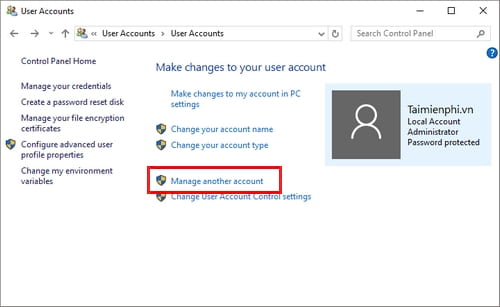 User Accounts
User Accounts
User Accounts
Search Control Panel
Control Panel Home
Manage your credentials
Create a password reset disk
Manage your file encryption
certificates
Configure advanced user
profile properties
Change my environment
variables
Make changes to your user account
Make changes to my account in PC
settings
Change your account name
Change your account type
Manage another account
Change User Account Control settings
Taimienphi.vn
Local Account
Administrator
Password protected